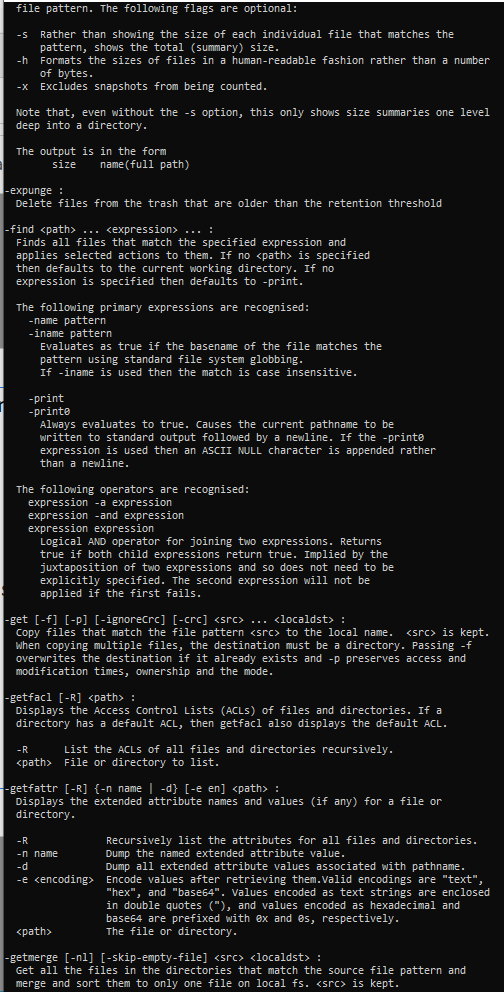 file pattern. The following flags are optional:

-s  Rather than showing the size of each individual file that matches the
    pattern, shows the total (summary) size.
-h  Formats the sizes of files in a human-readable fashion rather than a number
    of bytes.
-x  Excludes snapshots from being counted.

Note that, even without the -s option, this only shows size summaries one level
deep into a directory.

The output is in the form
      size    name(full path)

-expunge :
  Delete files from the trash that are older than the retention threshold

-find <path> ... <expression> ... :
  Finds all files that match the specified expression and
  applies selected actions to them. If no <path> is specified
  then defaults to the current working directory. If no
  expression is specified then defaults to -print.

  The following primary expressions are recognised:
    -name pattern
    -iname pattern
      Evaluates as true if the basename of the file matches the
      pattern using standard file system globbing.
      If -iname is used then the match is case insensitive.

    -print
    -print0
      Always evaluates to true. Causes the current pathname to be
      written to standard output followed by a newline. If the -print0
      expression is used then an ASCII NULL character is appended rather
      than a newline.

  The following operators are recognised:
    expression -a expression
    expression -and expression
    expression expression
      Logical AND operator for joining two expressions. Returns
      true if both child expressions return true. Implied by the
      juxtaposition of two expressions and so does not need to be
      explicitly specified. The second expression will not be
      applied if the first fails.

-get [-f] [-p] [-ignoreCrc] [-crc] <src> ... <localdst> :
  Copy files that match the file pattern <src> to the local name.  <src> is kept.
  When copying multiple files, the destination must be a directory. Passing -f
  overwrites the destination if it already exists and -p preserves access and
  modification times, ownership and the mode.

-getfacl [-R] <path> :
  Displays the Access Control Lists (ACLs) of files and directories. If a
  directory has a default ACL, then getfacl also displays the default ACL.

  -R      List the ACLs of all files and directories recursively.
  <path>  File or directory to list.

-getfattr [-R] {-n name | -d} [-e en] <path> :
  Displays the extended attribute names and values (if any) for a file or
  directory.

  -R             Recursively list the attributes for all files and directories.
  -n name        Dump the named extended attribute value.
  -d             Dump all extended attribute values associated with pathname.
  -e <encoding>  Encode values after retrieving them.Valid encodings are "text",
                 "hex", and "base64". Values encoded as text strings are enclosed
                 in double quotes ("), and values encoded as hexadecimal and
                 base64 are prefixed with 0x and 0s, respectively.
  <path>         The file or directory.

-getmerge [-nl] [-skip-empty-file] <src> <localdst> :
  Get all the files in the directories that match the source file pattern and
  merge and sort them to only one file on local fs. <src> is kept.